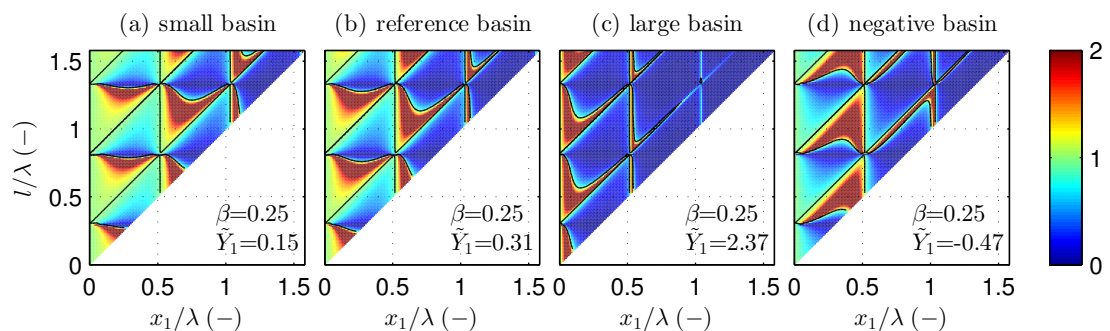 (a) small basin
(b) reference basin
(c) large basin
(d) negative basin
l/λ (−)
1.5
1
0.5
0
β=0.25
Ỹ₁=0.15
β=0.25
Ỹ₁=0.31
β=0.25
Ỹ₁=2.37
β=0.25
Ỹ₁=-0.47
2
1
0
0 0.5 1 1.5
0 0.5 1 1.5
0 0.5 1 1.5
0 0.5 1 1.5
x₁/λ (−)
x₁/λ (−)
x₁/λ (−)
x₁/λ (−)